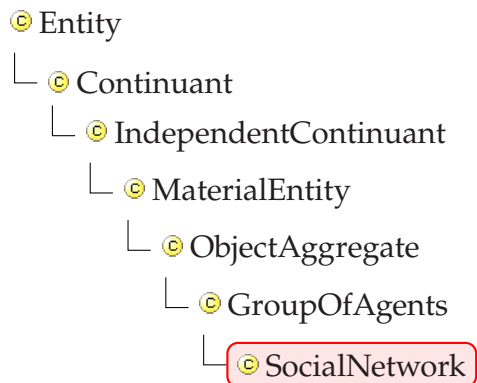 Entity
Continuant
IndependentContinuant
MaterialEntity
ObjectAggregate
GroupOfAgents
SocialNetwork